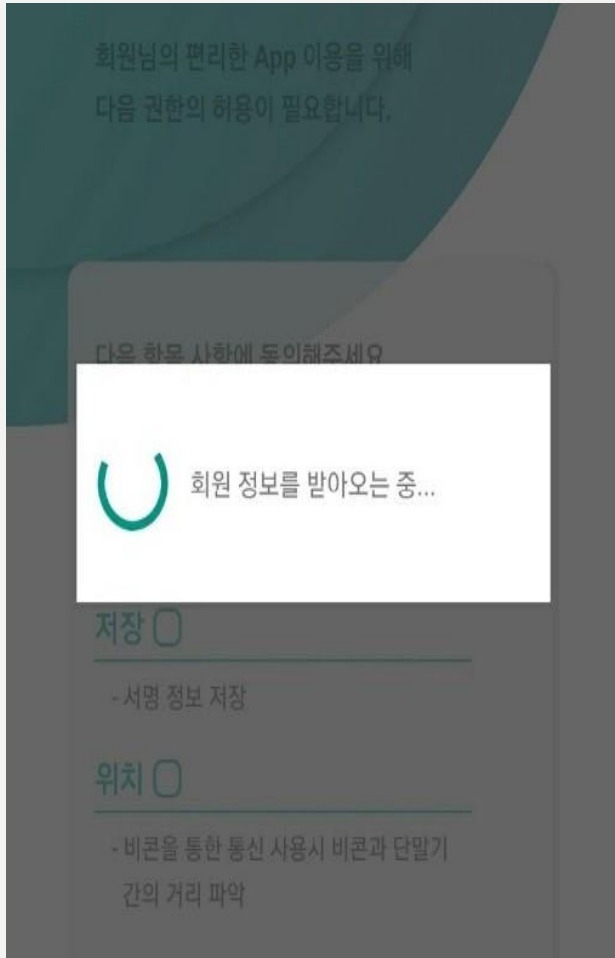 회원님의 편리한 App 이용을 위해
다음 권한의 허용이 필요합니다.
다음 항목 사항에 동의해주세요
회원 정보를 받아오는 중...
저장
- 서명 정보 저장
위치
- 비콘을 통한 통신 사용시 비콘과 단말기
간의 거리 파악